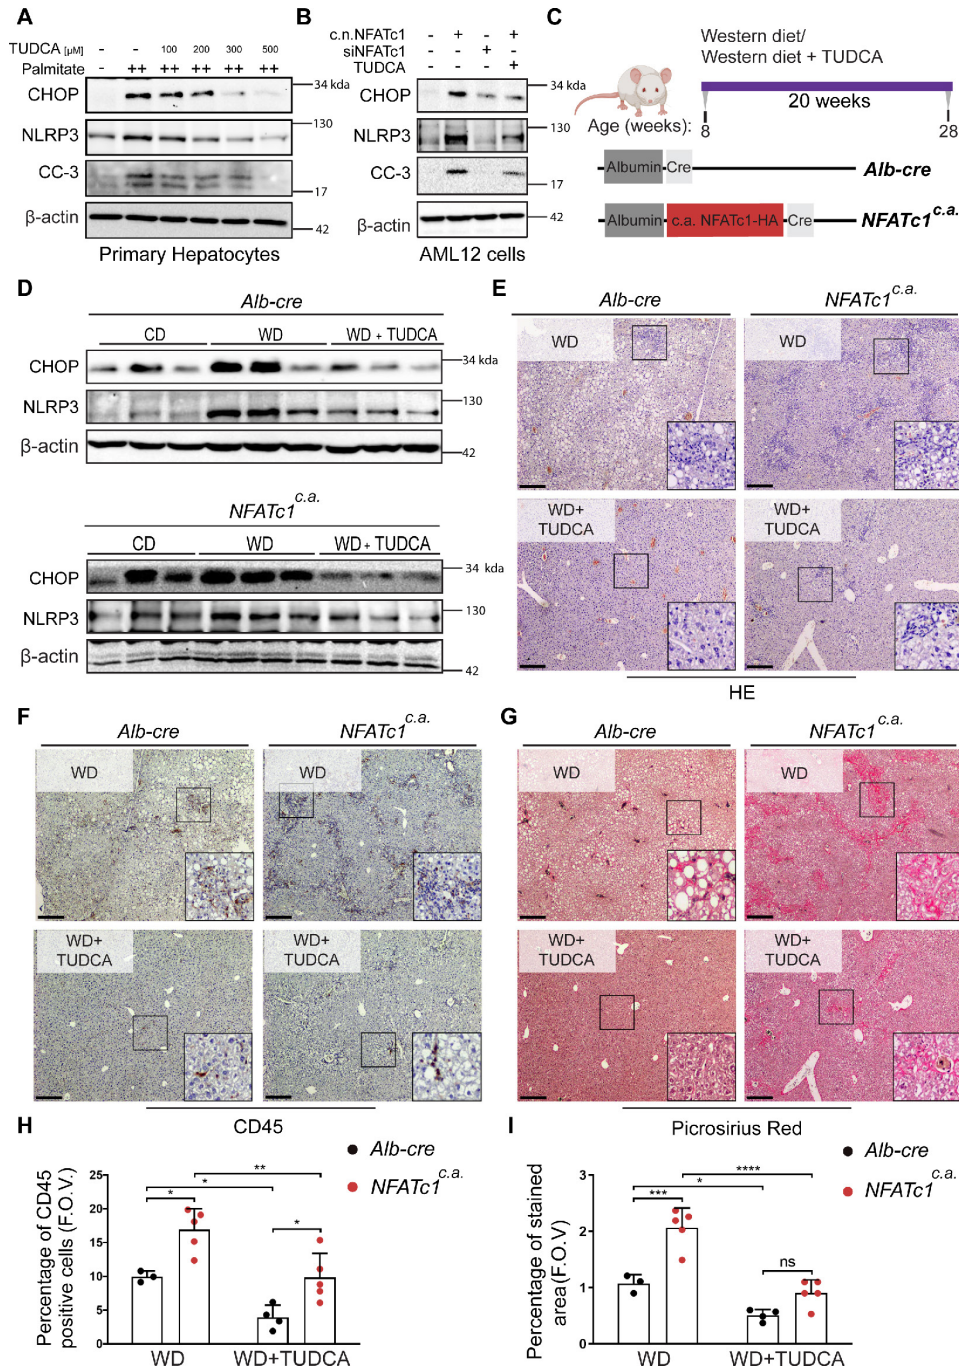 A
TUDCA [µM] - - 100 200 300 500
Palmitate - ++ ++ ++ ++ ++
CHOP
34 kda
NLRP3
130
CC-3
17
β-actin
42
Primary Hepatocytes
B
c.n.NFATc1 - + - +
siNFATc1 - - + -
TUDCA - - - +
CHOP
34 kda
NLRP3
130
CC-3
17
β-actin
42
AML12 cells
C
Western diet/
Western diet + TUDCA
20 weeks
Age (weeks):
8
28
Albumin Cre
Alb-cre
Albumin c.a. NFATc1-HA Cre
NFATc1 c.a.
D
Alb-cre
CD WD WD + TUDCA
CHOP
34 kda
NLRP3
130
β-actin
42
NFATc1 c.a.
CD WD WD + TUDCA
CHOP
34 kda
NLRP3
130
β-actin
42
E
Alb-cre NFATc1 c.a.
WD WD
WD+
TUDCA
WD+
TUDCA
HE
F
Alb-cre NFATc1 c.a.
WD WD
WD+
TUDCA
WD+
TUDCA
CD45
G
Alb-cre NFATc1 c.a.
WD WD
WD+
TUDCA
WD+
TUDCA
Picrosirius Red
H
Alb-cre
NFATc1 c.a.
Percentage of CD45
positive cells (F.O.V.)
25
20
15
10
5
0
**
*
*
*
WD WD+TUDCA
I
Alb-cre
NFATc1 c.a.
Percentage of stained
area (F.O.V)
3
2
1
0
****
*
***
ns
WD WD+TUDCA